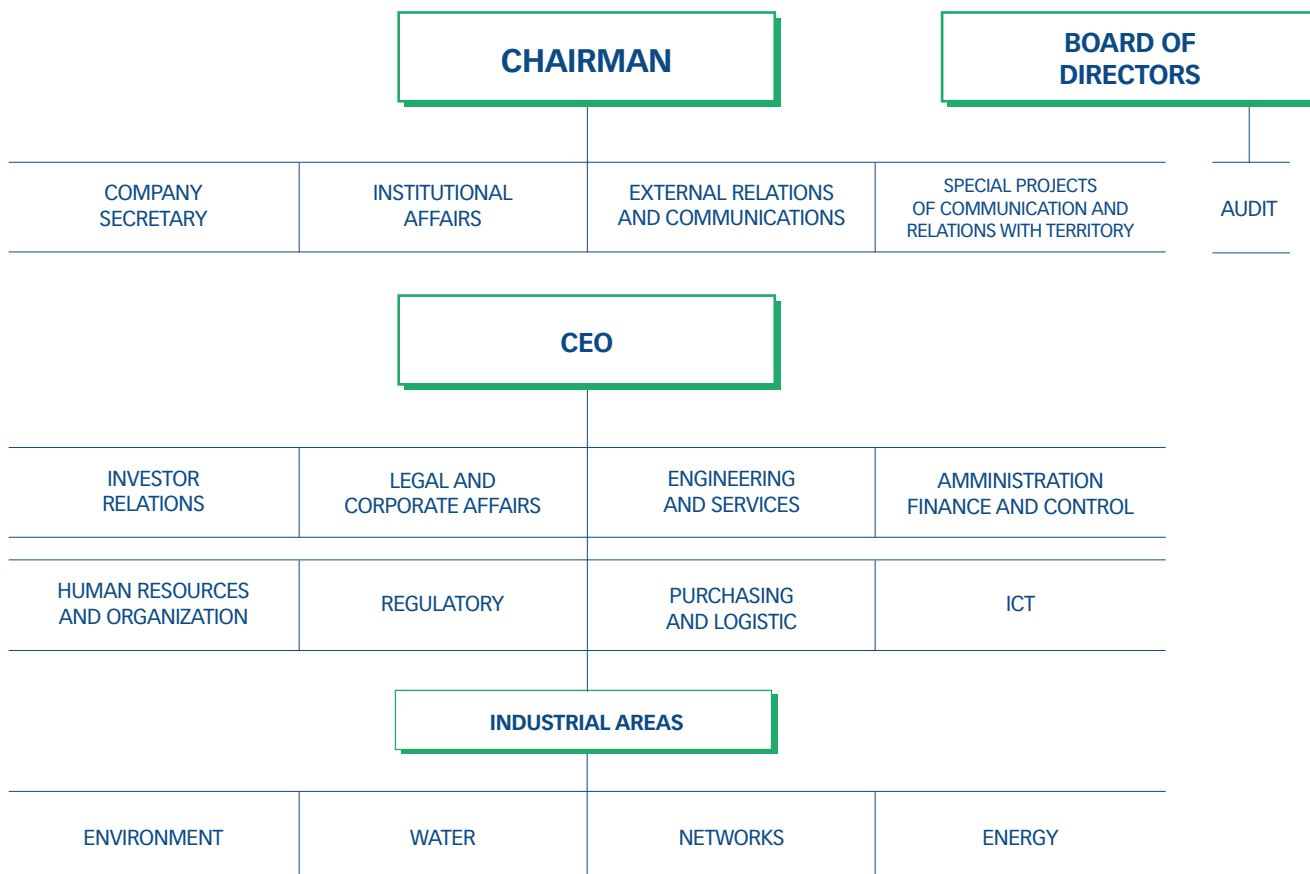 CHAIRMAN
BOARD OF
DIRECTORS
COMPANY
SECRETARY
INSTITUTIONAL
AFFAIRS
EXTERNAL RELATIONS
AND COMMUNICATIONS
SPECIAL PROJECTS
OF COMMUNICATION AND
RELATIONS WITH TERRITORY
AUDIT
CEO
INVESTOR
RELATIONS
LEGAL AND
CORPORATE AFFAIRS
ENGINEERING
AND SERVICES
AMMINISTRATION
FINANCE AND CONTROL
HUMAN RESOURCES
AND ORGANIZATION
REGULATORY
PURCHASING
AND LOGISTIC
ICT
INDUSTRIAL AREAS
ENVIRONMENT
WATER
NETWORKS
ENERGY